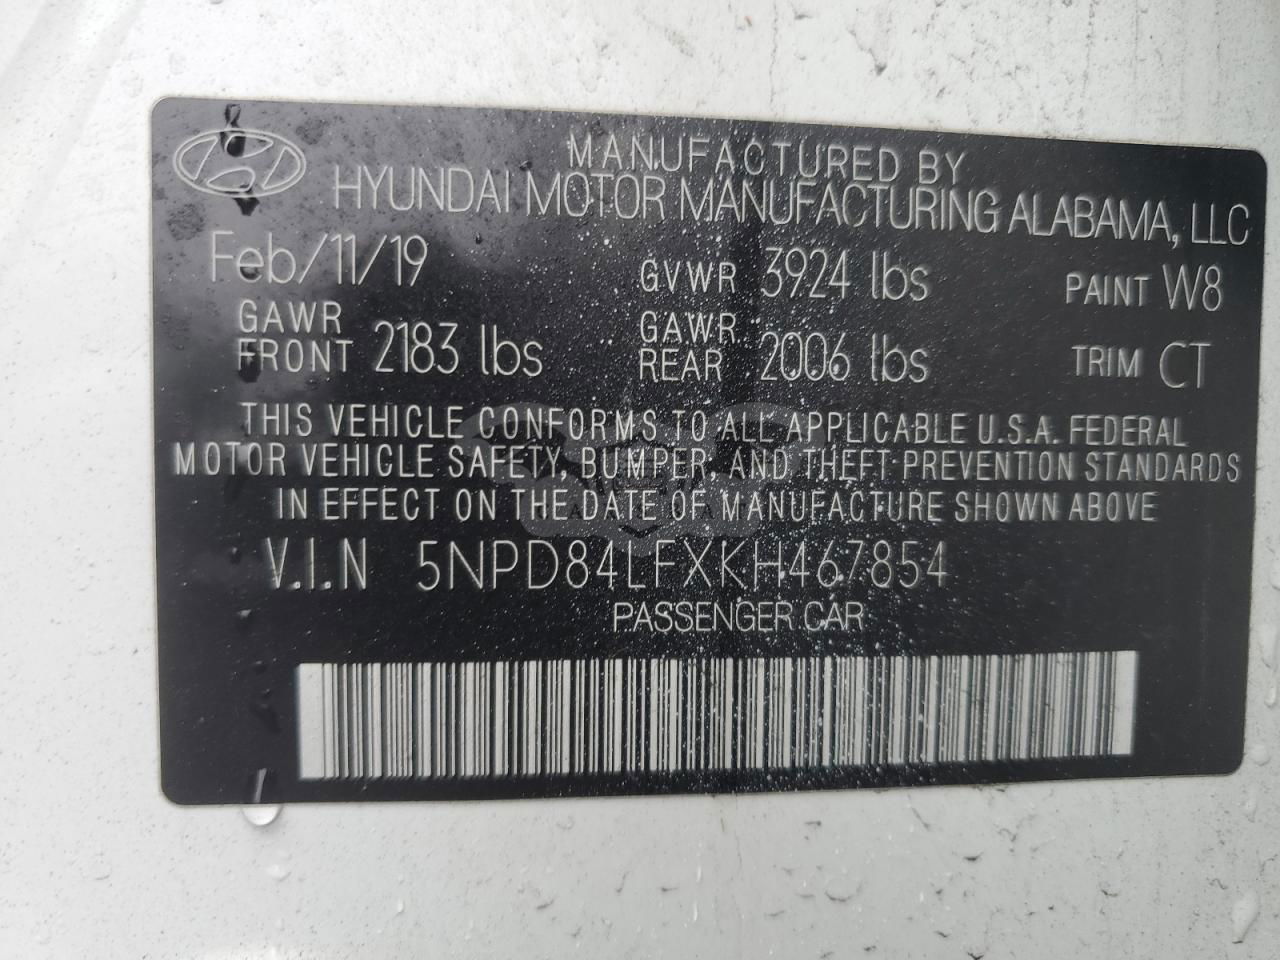 MANUFACTURED BY
HYUNDAI MOTOR MANUFACTURING ALABAMA, LLC
Feb/11/19 GVWR 3924 lbs PAINT W8
GAWR FRONT 2183 lbs GAWR REAR 2006 lbs TRIM CT
THIS VEHICLE CONFORMS TO ALL APPLICABLE U.S.A. FEDERAL
MOTOR VEHICLE SAFETY, BUMPER, AND THEFT PREVENTION STANDARDS
IN EFFECT ON THE DATE OF MANUFACTURE SHOWN ABOVE
V.I.N 5NPD84LFXKH467854
PASSENGER CAR